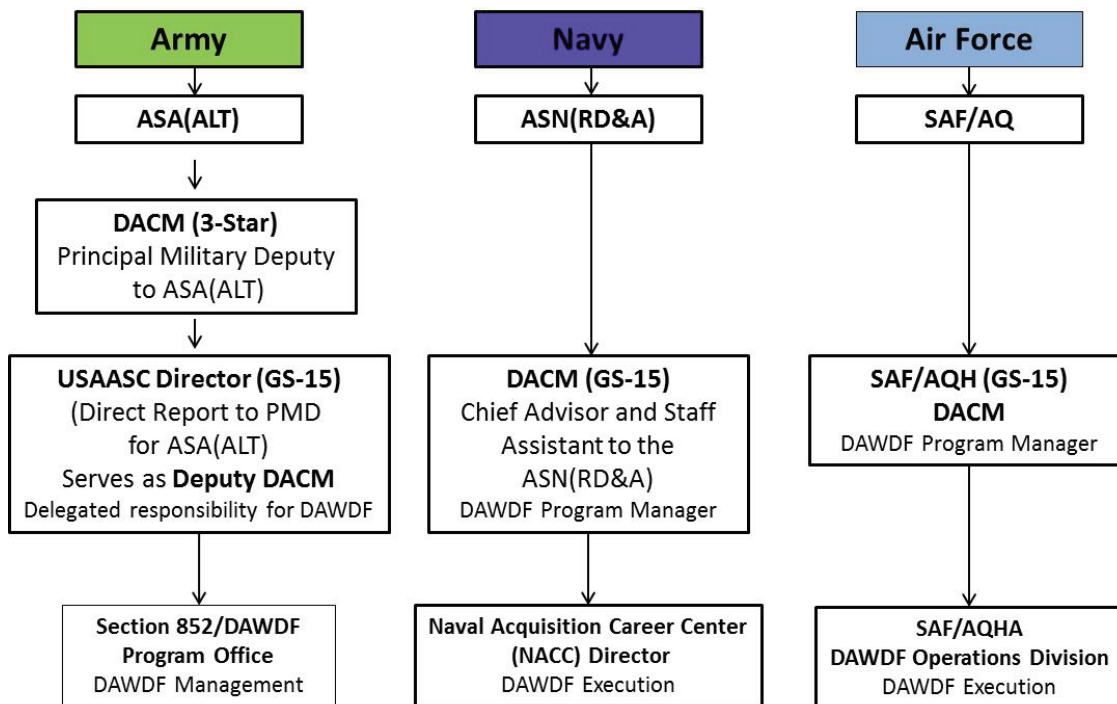 Army
ASA(ALT)
DACM (3-Star)
Principal Military Deputy
to ASA(ALT)
USAASC Director (GS-15)
(Direct Report to PMD
for ASA(ALT)
Serves as Deputy DACM
Delegated responsibility for DAWDF
Section 852/DAWDF
Program Office
DAWDF Management
Navy
ASN(RD&A)
DACM (GS-15)
Chief Advisor and Staff
Assistant to the
ASN(RD&A)
DAWDF Program Manager
Naval Acquisition Career Center
(NACC) Director
DAWDF Execution
Air Force
SAF/AQ
SAF/AQH (GS-15)
DACM
DAWDF Program Manager
SAF/AQHA
DAWDF Operations Division
DAWDF Execution